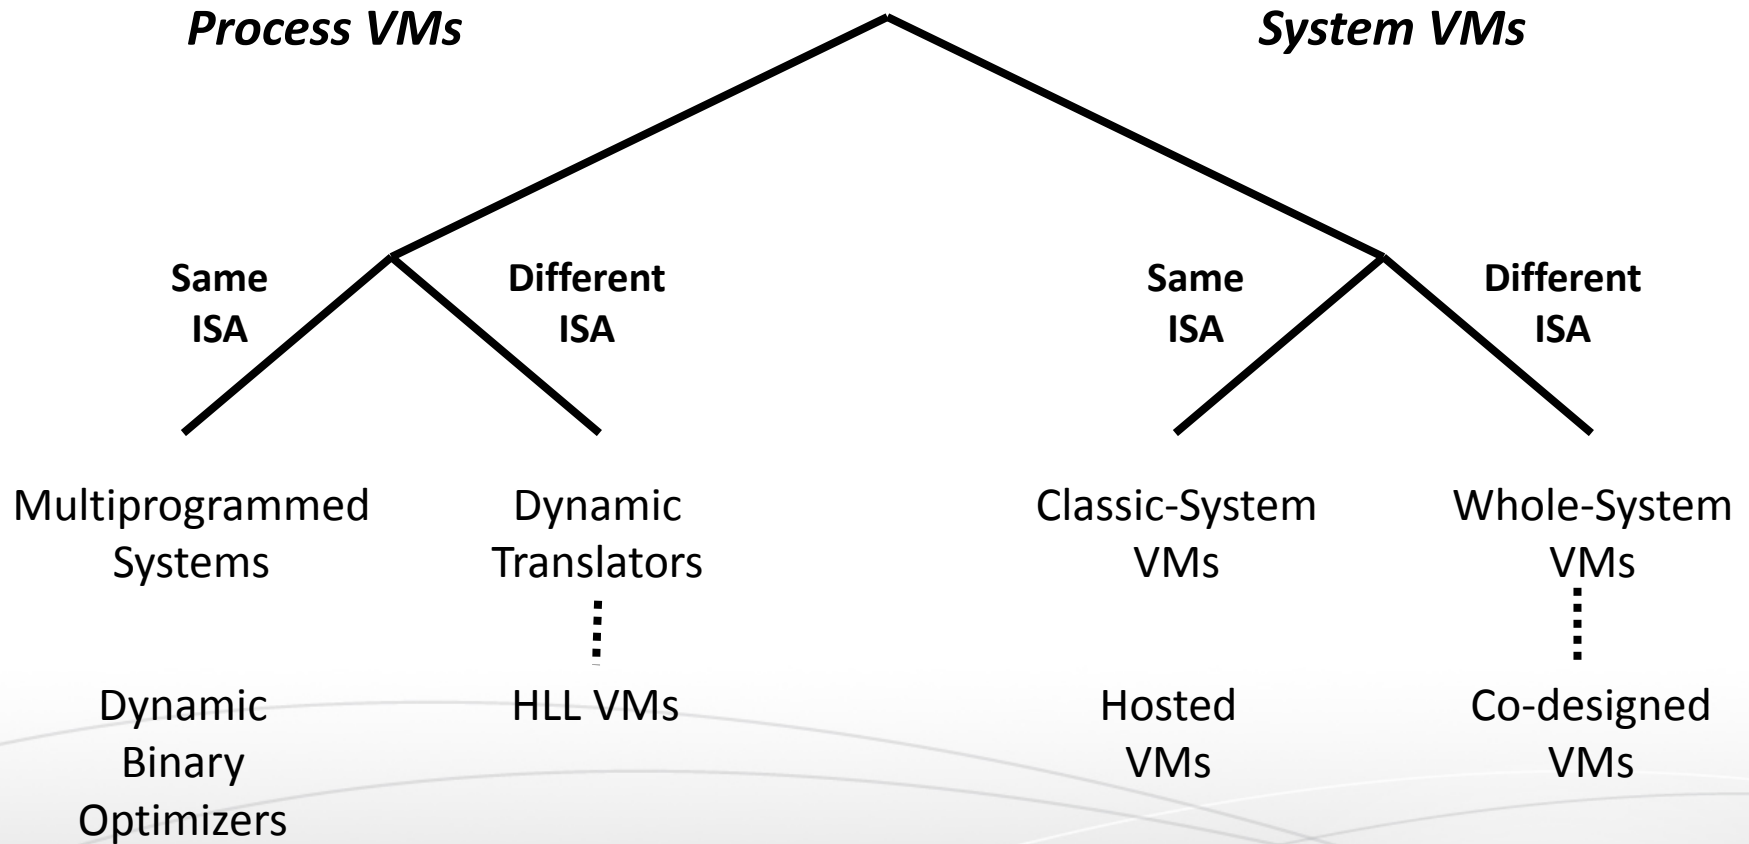 Process VMs
System VMs
Same
ISA
Different
ISA
Same
ISA
Different
ISA
Multiprogrammed
Systems
Dynamic
Translators
Classic-System
VMs
Whole-System
VMs
Dynamic
Binary
Optimizers
HLL VMs
Hosted
VMs
Co-designed
VMs